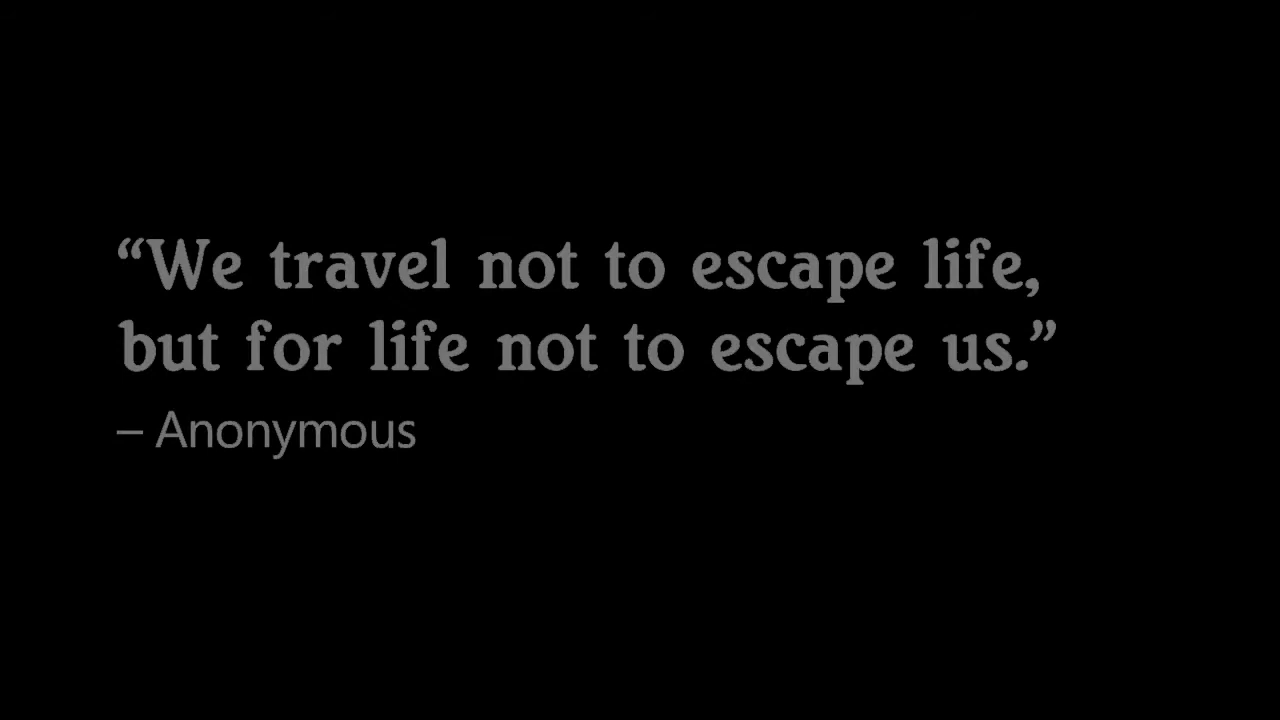 “We travel not to escape life,
but for life not to escape us.”
– Anonymous